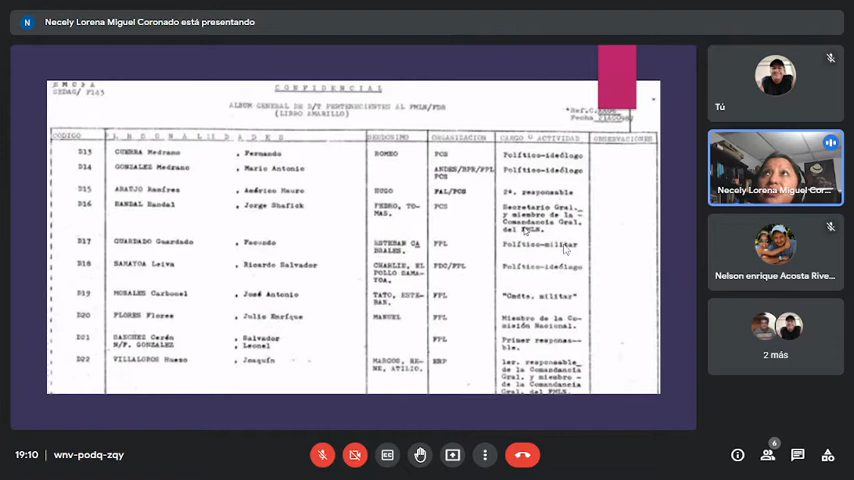 Necely Lorena Miguel Coronado está presentando
CONFIDENCIAL
ALBUM GENERAL DE D/T PERTENECIENTES AL FMLN/FDR
(LIBRO AMARILLO)
CODIGO PERSONALIDADES SEUDONIMO ORGANIZACION CARGO O ACTIVIDAD OBSERVACIONES
D13 GUERRA Medrano , Fernando ROMEO PCS Político-ideólogo
D14 GONZALEZ Medrano , Mario Antonio ANDES/BPR/FPL Político-ideólogo
PCS
D15 ARAUJO Ramírez , Américo Mauro HUGO FAL/PCS 2º. responsable
D16 HANDAL Handal , Jorge Shafick PEDRO, TO- PCS Secretario Gral.
MAS. y miembro de la
Comandancia Gral.
del FMLN.
D17 GUARDADO Guardado , Facundo ESTEBAN CA FPL Político-militar
BRALES.
D18 SAMAYOA Leiva , Ricardo Salvador CHARLIE, EL PDC/FPL Político-ideólogo
POLLO SAMA-
YOA.
D19 MORALES Carbonel , José Antonio TATO, ESTE- FPL "Cmdte. militar"
BAN.
D20 FLORES Flores , Julio Enrique MANUEL FPL Miembro de la Co-
misión Nacional.
D21 SANCHEZ Cerén , Salvador FPL Primer responsa-
N/F. GONZALEZ , Leonel ble.
D22 VILLALOBOS Huezo , Joaquín MARCOS, RE- ERP 1er. responsable
NE, ATILIO. de la Comandancia
Gral. y miembro -
de la Comandancia
Gral. del FMLN.
Tú
Necely Lorena Miguel Cor...
Nelson enrique Acosta Rive...
2 más
19:10 wnv-podq-zqy
6